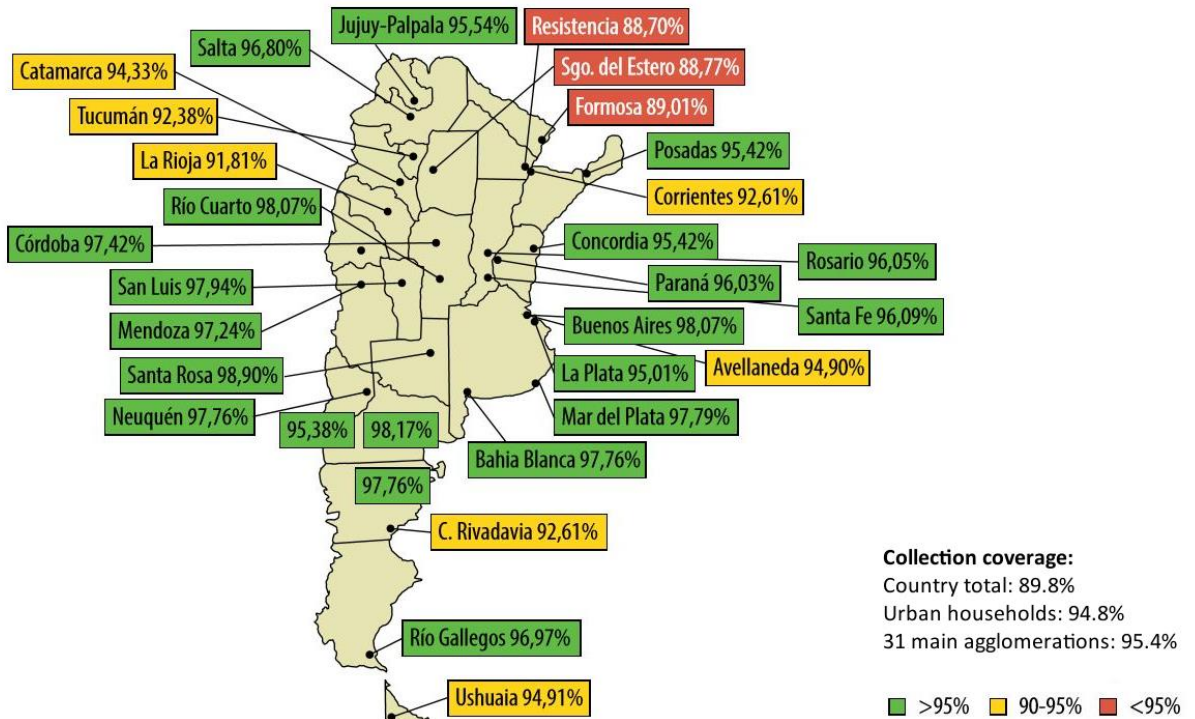 Jujuy-Palpala 95,54%
Resistencia 88,70%
Salta 96,80%
Sgo. del Estero 88,77%
Catamarca 94,33%
Formosa 89,01%
Tucumán 92,38%
Posadas 95,42%
La Rioja 91,81%
Corrientes 92,61%
Río Cuarto 98,07%
Córdoba 97,42%
Concordia 95,42%
Rosario 96,05%
San Luis 97,94%
Paraná 96,03%
Santa Fe 96,09%
Mendoza 97,24%
Buenos Aires 98,07%
Avellaneda 94,90%
Santa Rosa 98,90%
La Plata 95,01%
Neuquén 97,76%
Mar del Plata 97,79%
95,38%
98,17%
Bahia Blanca 97,76%
97,76%
C. Rivadavia 92,61%
Río Gallegos 96,97%
Ushuaia 94,91%
Collection coverage:
Country total: 89.8%
Urban households: 94.8%
31 main agglomerations: 95.4%
>95% 90-95% <95%